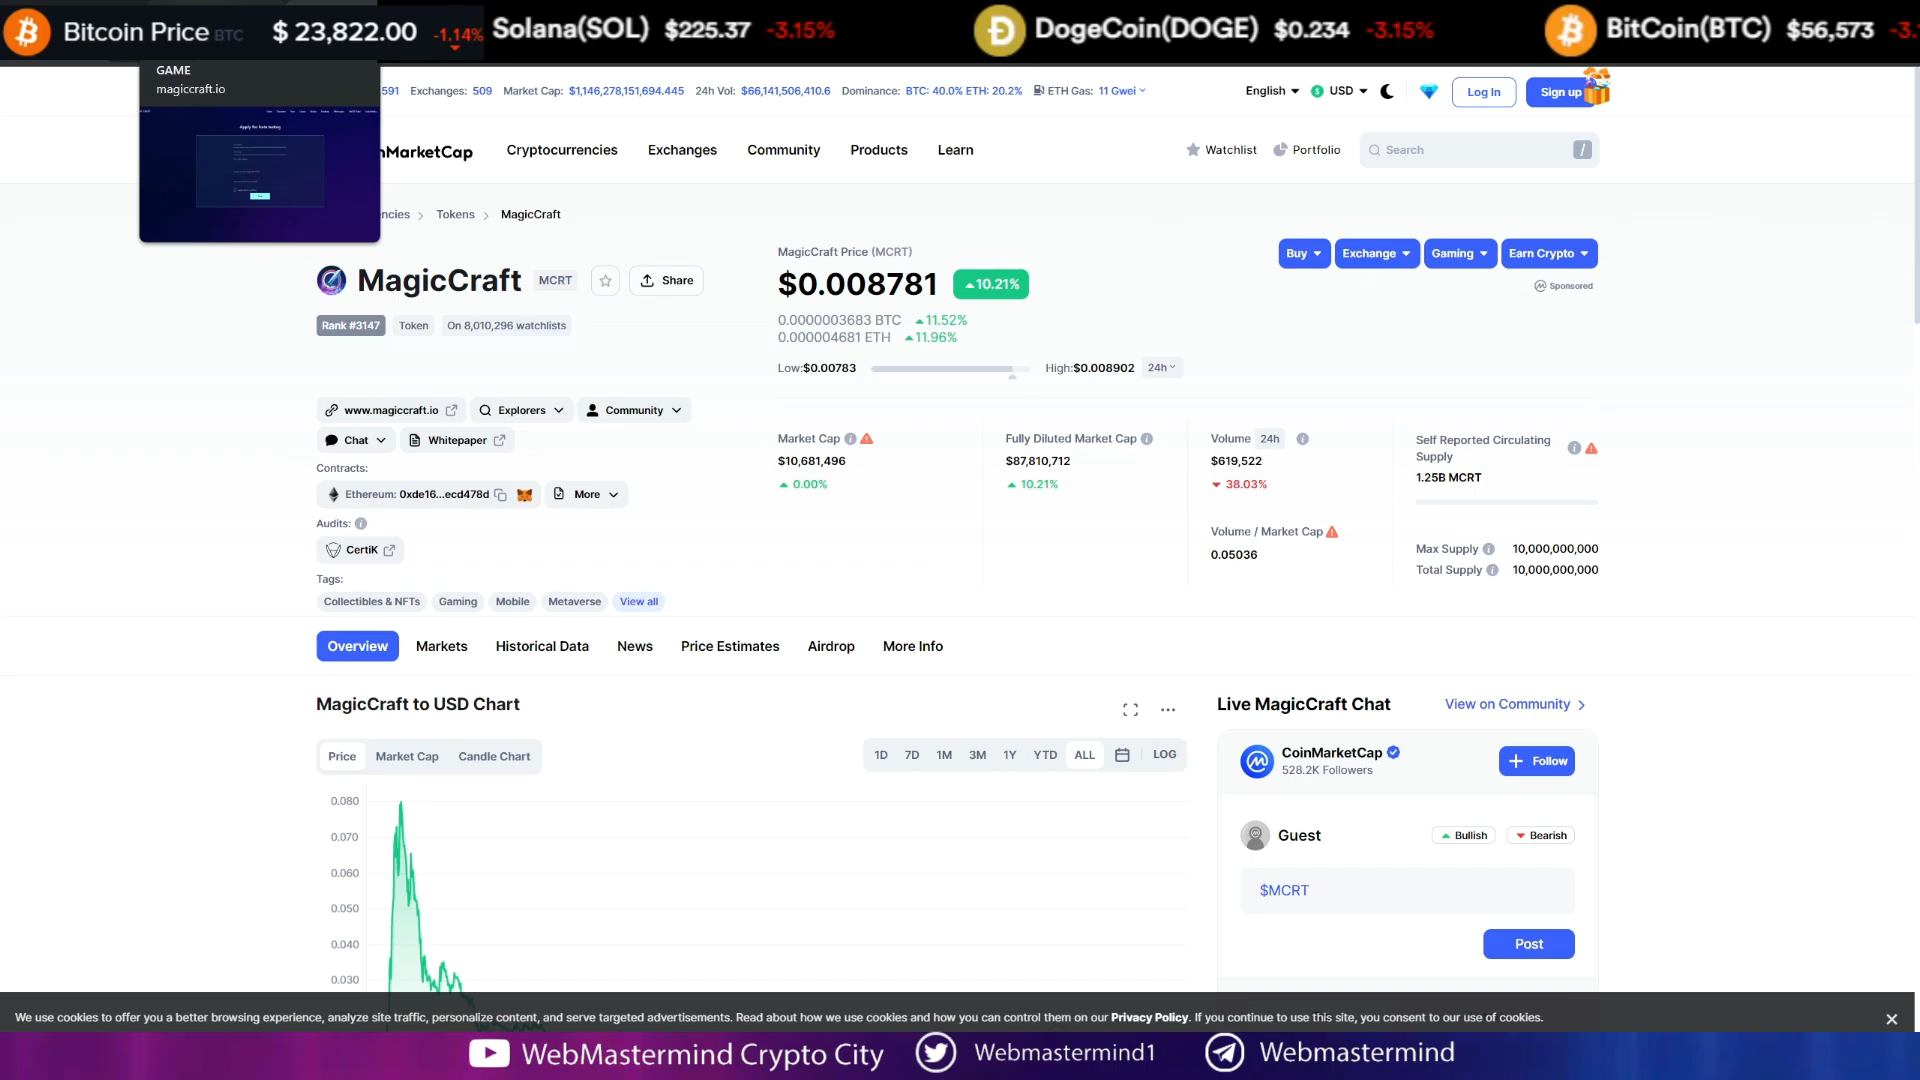 Bitcoin Price BTC $ 23,822.00 -1.14%
Solana(SOL) $225.37 -3.15%
DogeCoin(DOGE) $0.234 -3.15%
BitCoin(BTC) $56,573 -3.
GAME
magiccraft.io
Apply for beta testing
591 Exchanges: 509 Market Cap: $1,146,278,151,694.445 24h Vol: $66,141,506,410.6 Dominance: BTC: 40.0% ETH: 20.2% ETH Gas: 11 Gwei
English USD Log In Sign up
nMarketCap Cryptocurrencies Exchanges Community Products Learn
Watchlist Portfolio Search /
ncies > Tokens > MagicCraft
MagicCraft MCRT Share
Rank #3147 Token On 8,010,296 watchlists
MagicCraft Price (MCRT)
$0.008781 10.21%
0.0000003683 BTC 11.52%
0.000004681 ETH 11.96%
Low:$0.00783 High:$0.008902 24h
Buy Exchange Gaming Earn Crypto
Sponsored
www.magiccraft.io Explorers Community
Chat Whitepaper
Contracts:
Ethereum: 0xde16...ecd478d More
Audits:
CertiK
Tags:
Collectibles & NFTs Gaming Mobile Metaverse View all
Market Cap
$10,681,496
0.00%
Fully Diluted Market Cap
$87,810,712
10.21%
Volume 24h
$619,522
38.03%
Volume / Market Cap
0.05036
Self Reported Circulating
Supply
1.25B MCRT
Max Supply 10,000,000,000
Total Supply 10,000,000,000
Overview Markets Historical Data News Price Estimates Airdrop More Info
MagicCraft to USD Chart
Price Market Cap Candle Chart
1D 7D 1M 3M 1Y YTD ALL LOG
0.080
0.070
0.060
0.050
0.040
0.030
Live MagicCraft Chat View on Community
CoinMarketCap
528.2K Followers
Follow
Guest Bullish Bearish
$MCRT
Post
We use cookies to offer you a better browsing experience, analyze site traffic, personalize content, and serve targeted advertisements. Read about how we use cookies and how you can control them on our Privacy Policy. If you continue to use this site, you consent to our use of cookies.
WebMastermind Crypto City Webmastermind1 Webmastermind